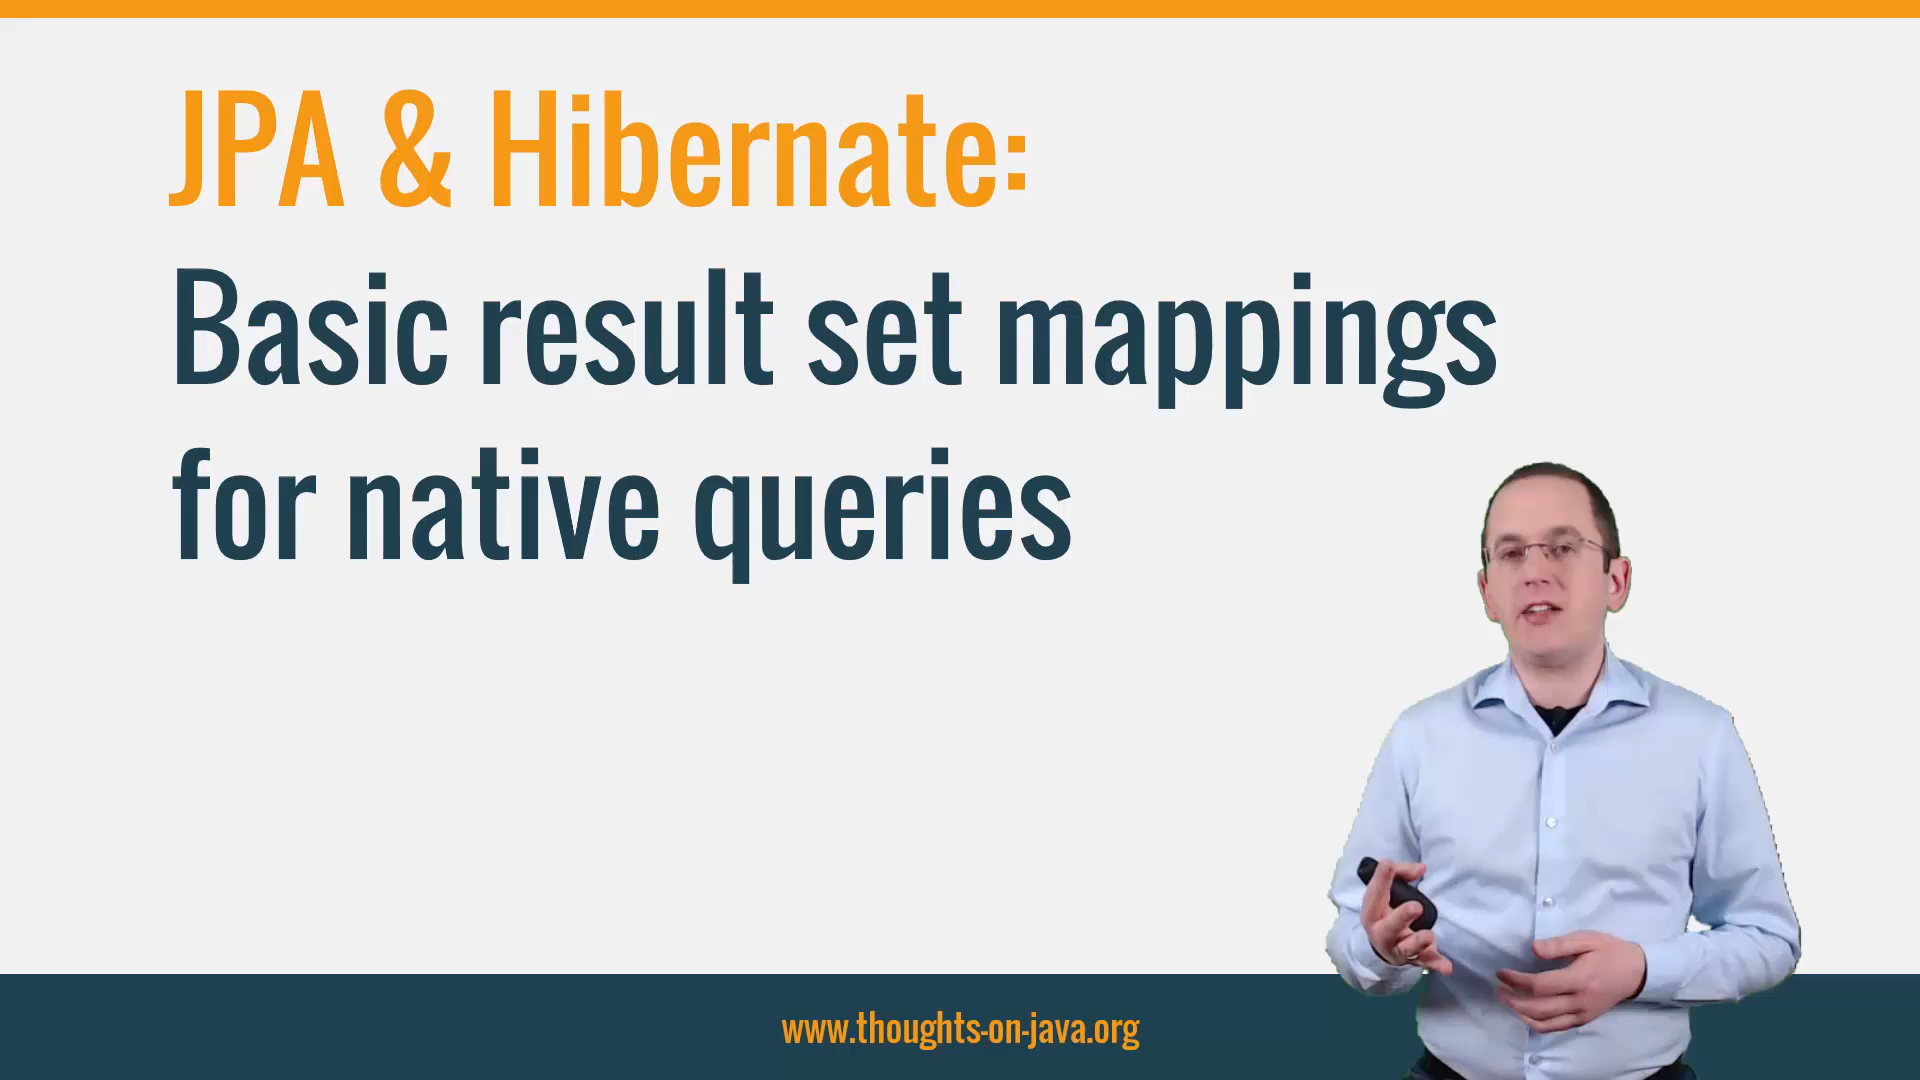 JPA & Hibernate:
Basic result set mappings
for native queries
www.thoughts-on-java.org